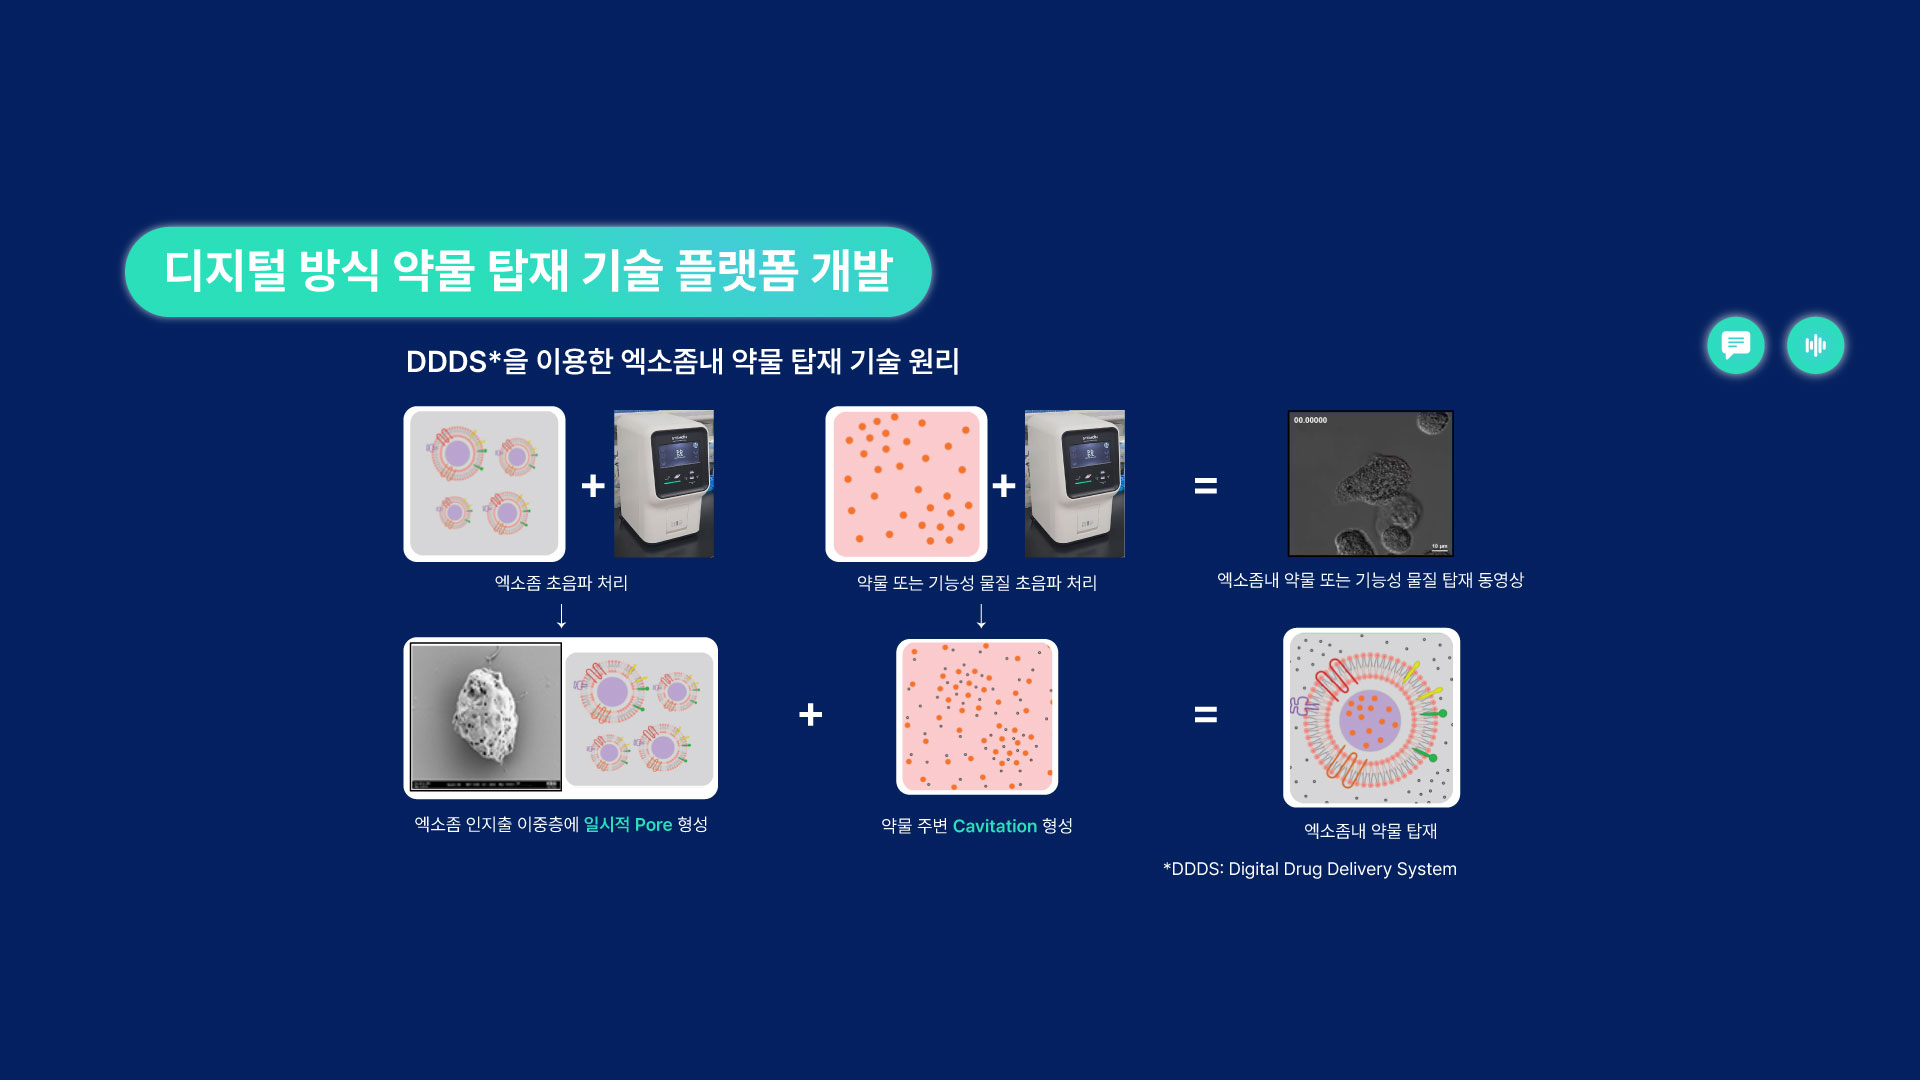 디지털 방식 약물 탑재 기술 플랫폼 개발
DDDS*을 이용한 엑소좀내 약물 탑재 기술 원리
+
+
=
00.00000
10 µm
엑소좀 초음파 처리
약물 또는 기능성 물질 초음파 처리
엑소좀내 약물 또는 기능성 물질 탑재 동영상
↓
↓
+
=
엑소좀 인지출 이중층에 일시적 Pore 형성
약물 주변 Cavitation 형성
엑소좀내 약물 탑재
*DDDS: Digital Drug Delivery System